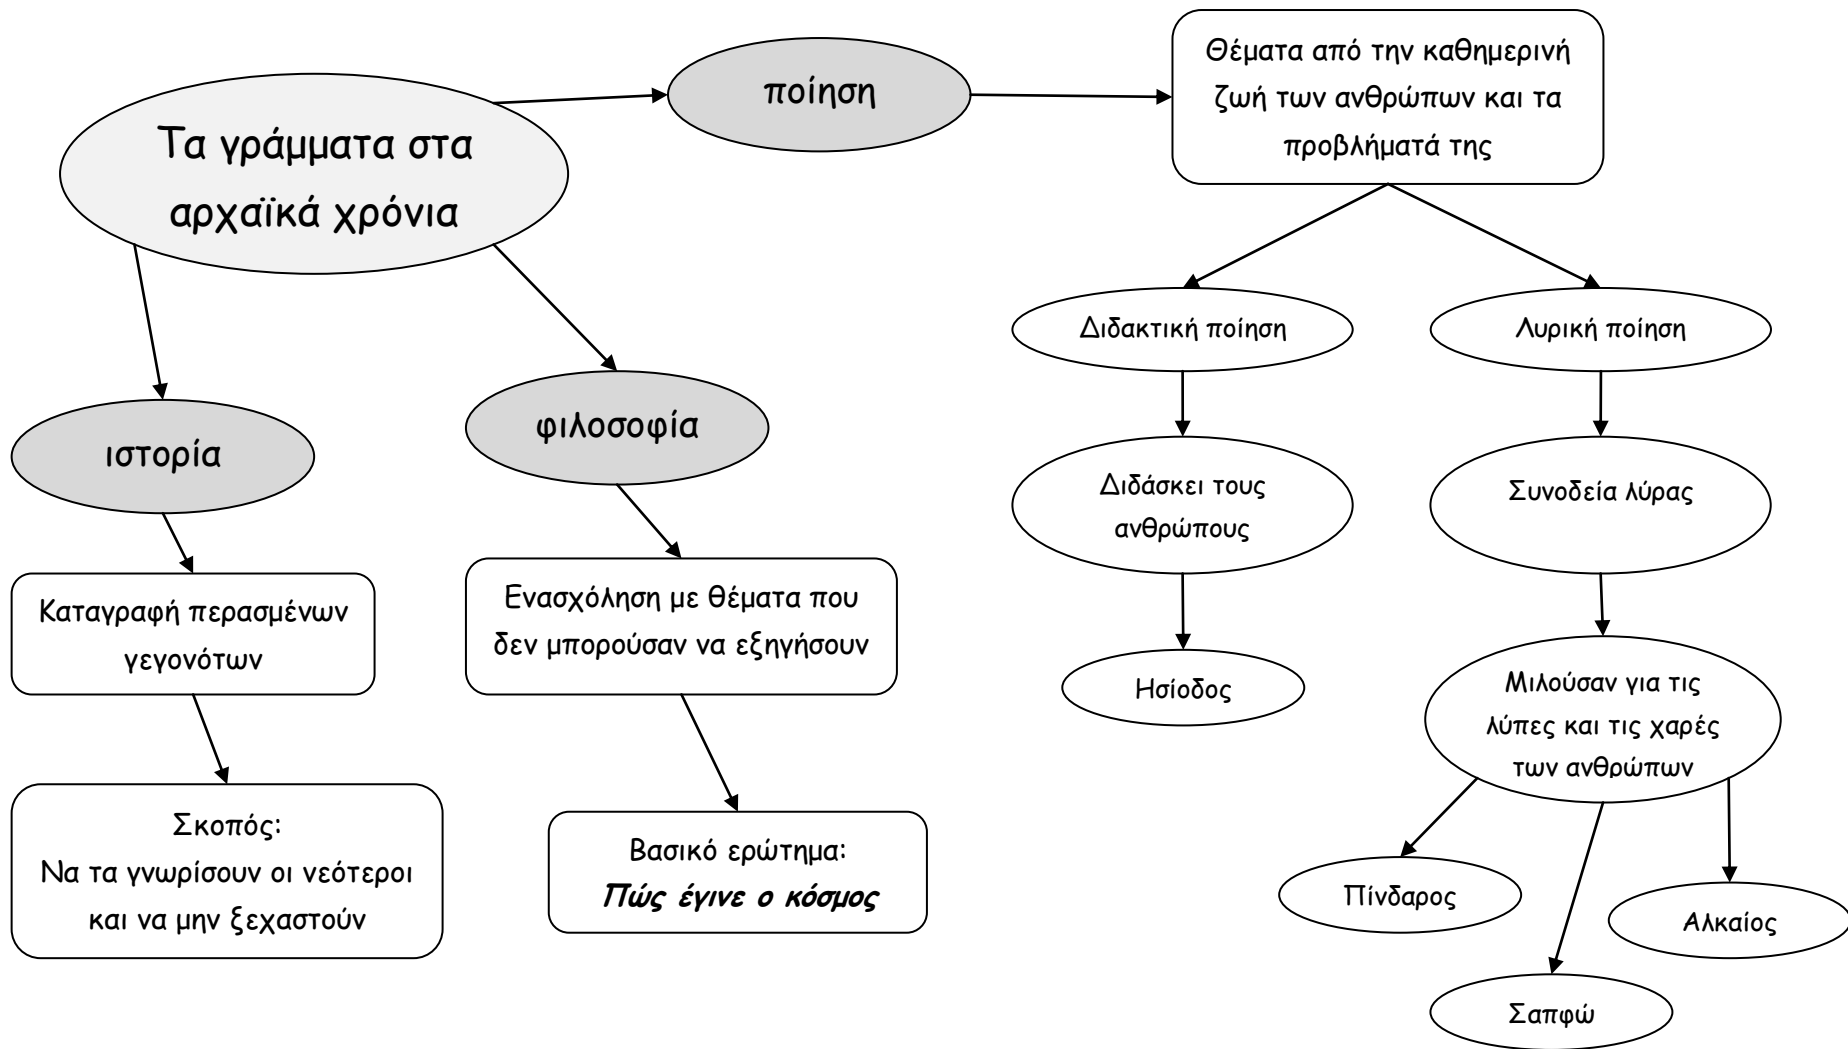 Τα γράμματα στα
αρχαϊκά χρόνια
ποίηση
Θέματα από την καθημερινή
ζωή των ανθρώπων και τα
προβλήματά της
ιστορία
Καταγραφή περασμένων
γεγονότων
Σκοπός:
Να τα γνωρίσουν οι νεότεροι
και να μην ξεχαστούν
φιλοσοφία
Ενασχόληση με θέματα που
δεν μπορούσαν να εξηγήσουν
Βασικό ερώτημα:
Πώς έγινε ο κόσμος
Διδακτική ποίηση
Διδάσκει τους
ανθρώπους
Ησίοδος
Λυρική ποίηση
Συνοδεία λύρας
Μιλούσαν για τις
λύπες και τις χαρές
των ανθρώπων
Πίνδαρος
Σαπφώ
Αλκαίος